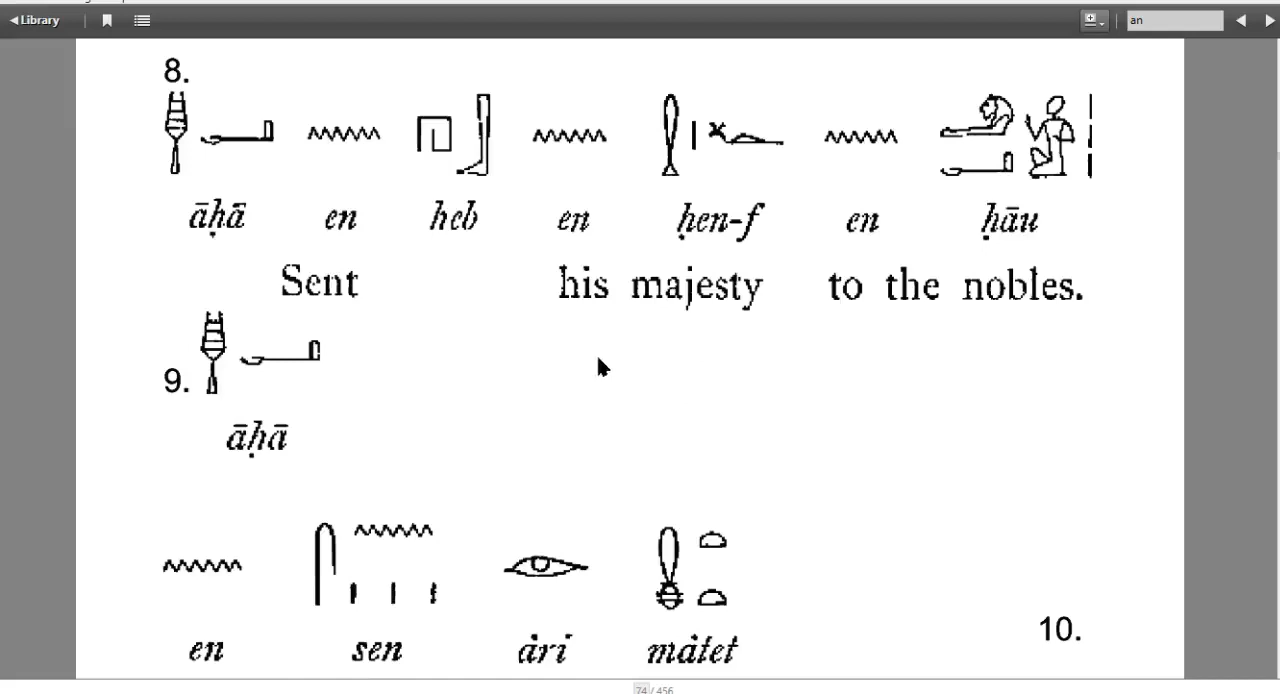 Library
an
8.
āḥā en heb en ḥen-f en ḥāu
Sent his majesty to the nobles.
9.
āḥā
en sen ȧri mȧtet
10.
74 / 456